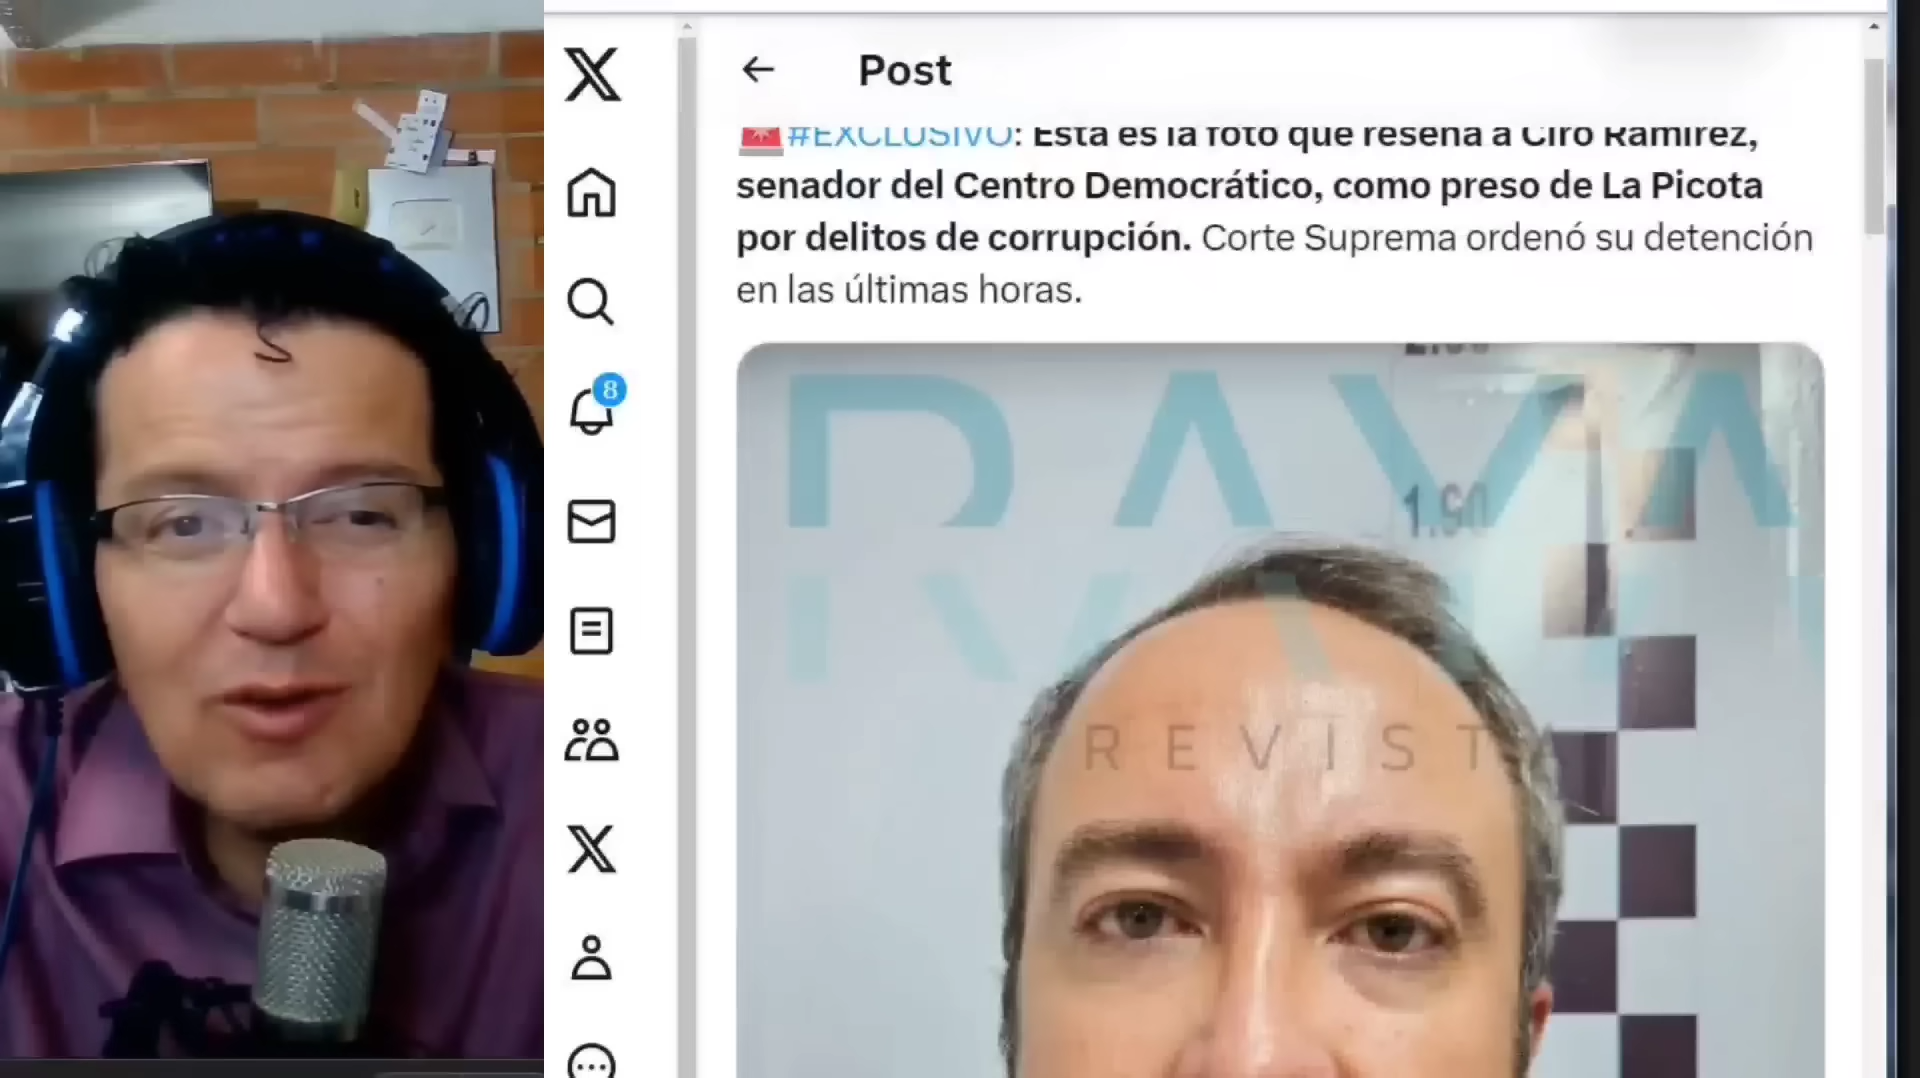 Post
#EXCLUSIVO: Esta es la foto que reseña a Ciro Ramírez,
senador del Centro Democrático, como preso de La Picota
por delitos de corrupción. Corte Suprema ordenó su detención
en las últimas horas.
8
RAYA
1.90
REVISTA